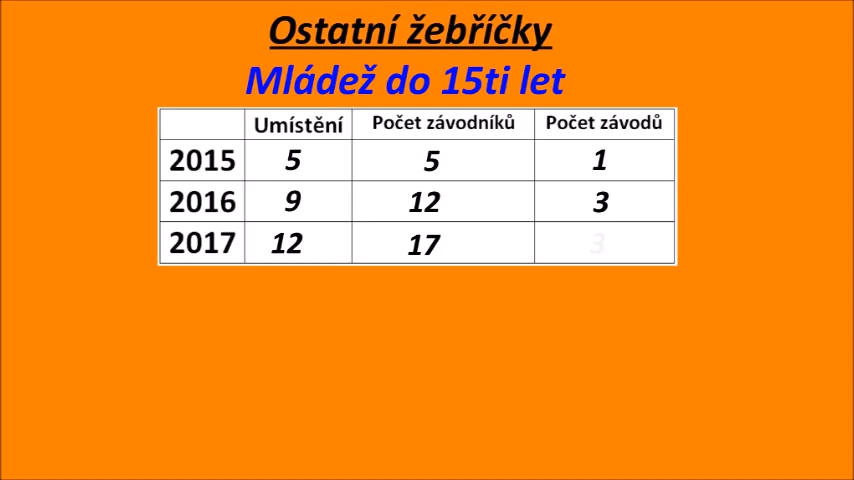 Ostatní žebříčky
Mládež do 15ti let
Umístění Počet závodníků Počet závodů
2015 5 5 1
2016 9 12 3
2017 12 17 3